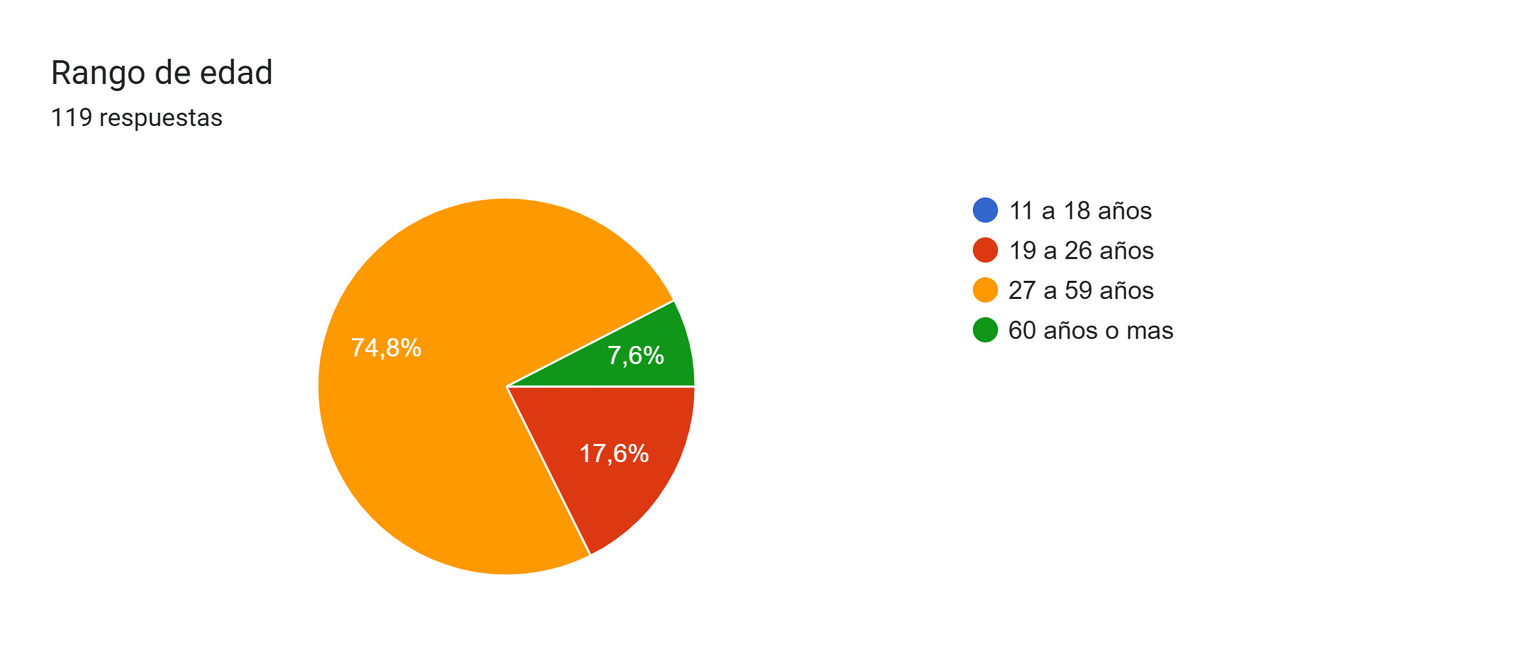 Rango de edad
119 respuestas
11 a 18 años
19 a 26 años
27 a 59 años
60 años o mas
74,8%
7,6%
17,6%